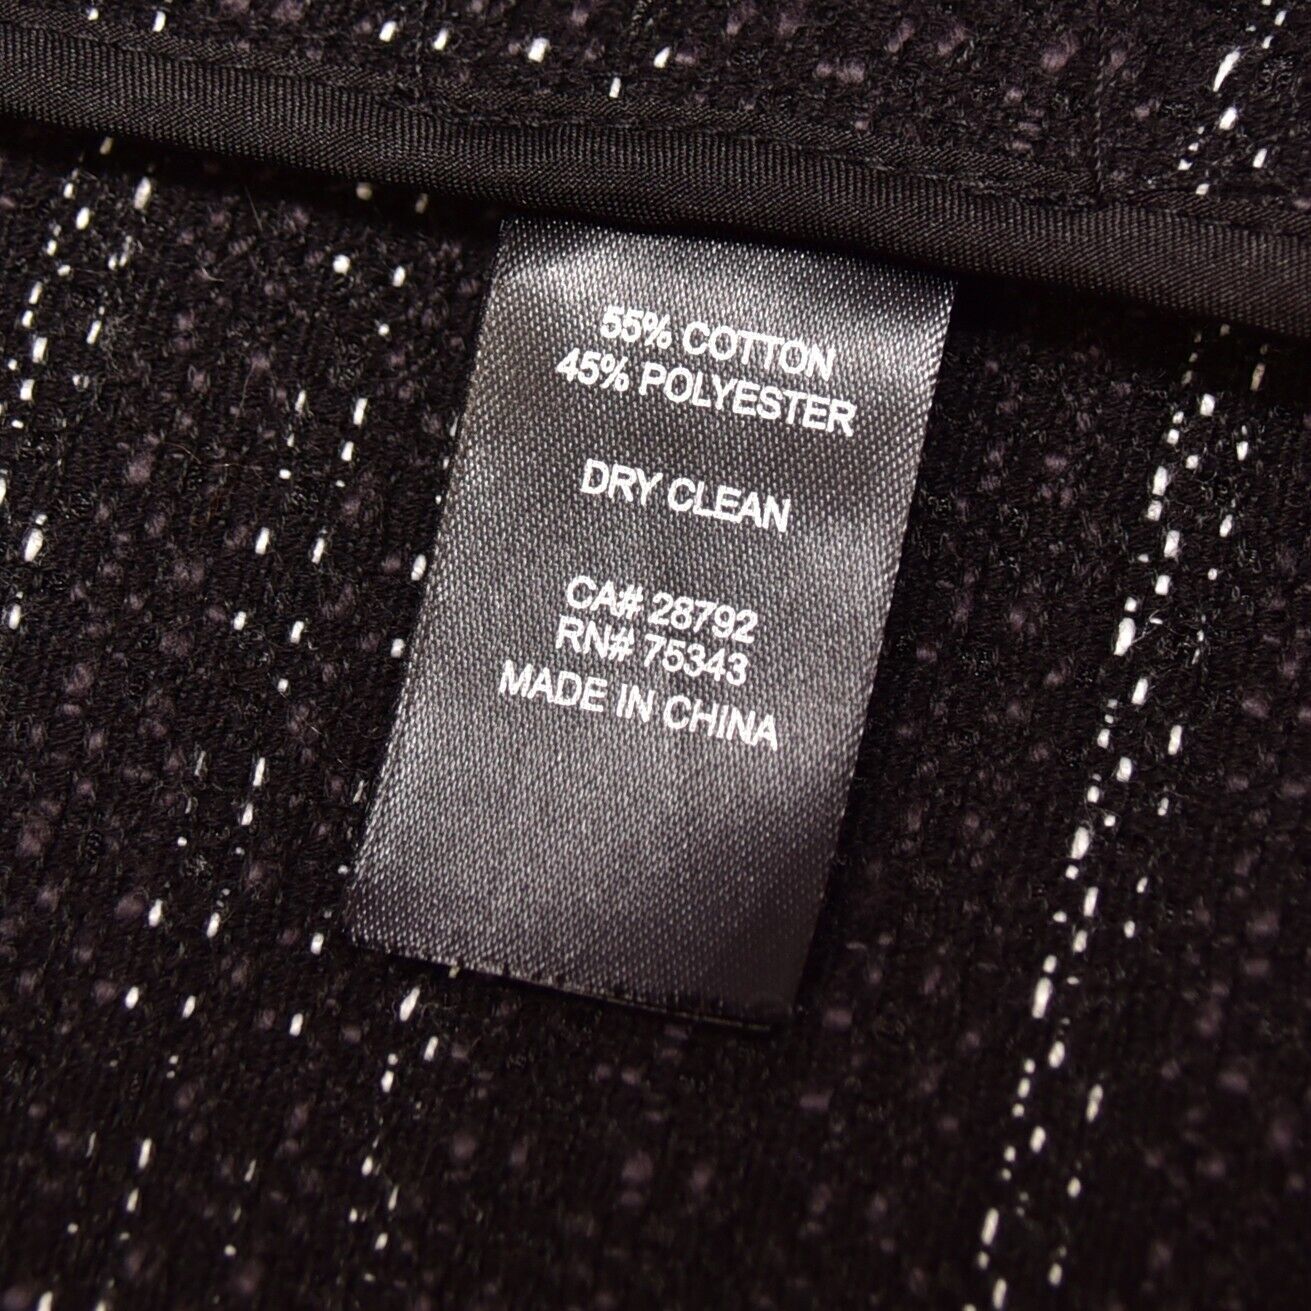 55% COTTON
45% POLYESTER
DRY CLEAN
CA# 28792
RN# 75343
MADE IN CHINA